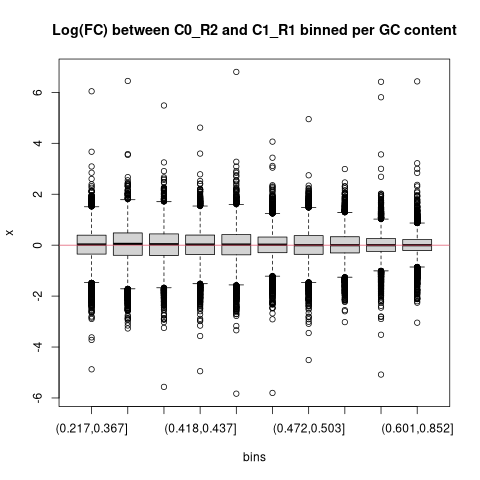 Log(FC) between C0_R2 and C1_R1 binned per GC content
x
6
4
2
0
-2
-4
-6
(0.217,0.367] (0.418,0.437] (0.472,0.503] (0.601,0.852]
bins